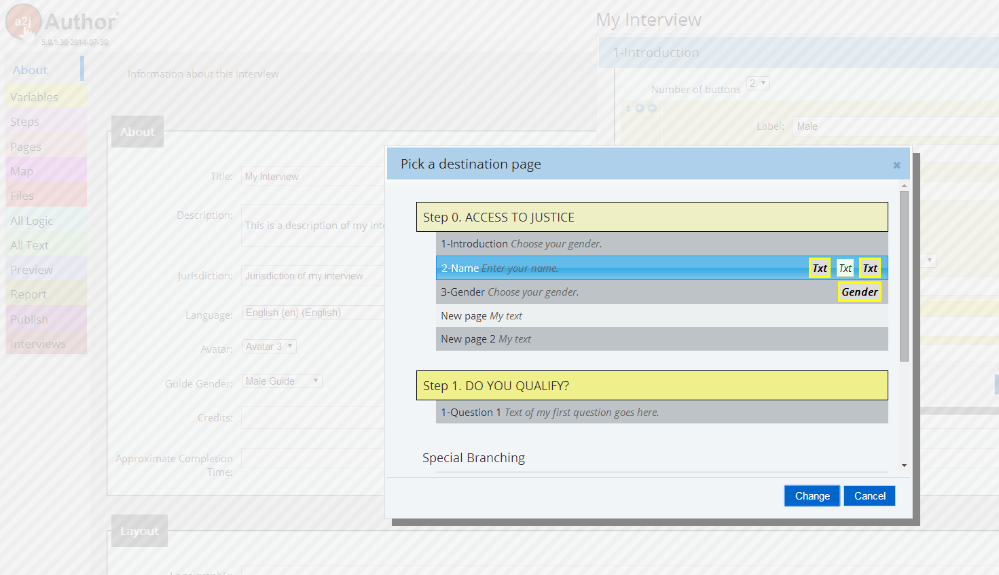 a2j Author®
5.0.1.30 2014-07-30
About
Variables
Steps
Pages
Map
Files
All Logic
All Text
Preview
Report
Publish
Interviews
Information about this interview
About
Title: My Interview
Description: This is a description of my inte
Jurisdiction: Jurisdiction of my interview
Language: English {en} (English)
Avatar: Avatar 3
Guide Gender: Male Guide
Credits:
Approximate Completion
Time:
Layout
My Interview
1-Introduction
Number of buttons 2
Label: Male
Pick a destination page
Step 0. ACCESS TO JUSTICE
1-Introduction Choose your gender.
2-Name Enter your name. Txt Txt Txt
3-Gender Choose your gender. Gender
New page My text
New page 2 My text
Step 1. DO YOU QUALIFY?
1-Question 1 Text of my first question goes here.
Special Branching
Change Cancel